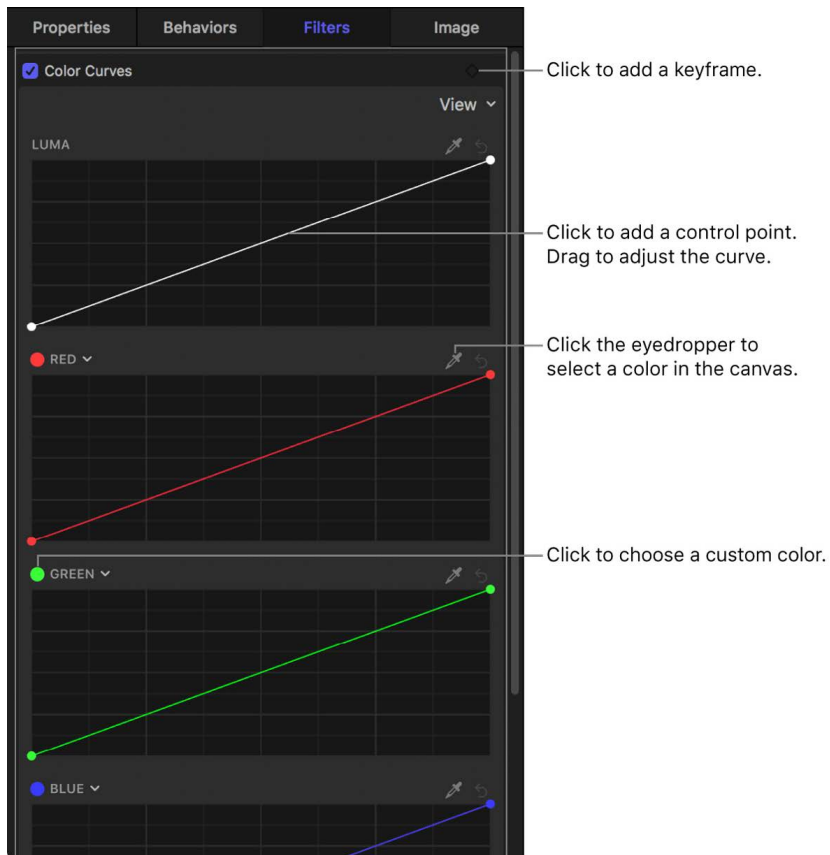 Properties Behaviors Filters Image
Color Curves
Click to add a keyframe.
View
LUMA
Click to add a control point.
Drag to adjust the curve.
RED
Click the eyedropper to
select a color in the canvas.
GREEN
Click to choose a custom color.
BLUE